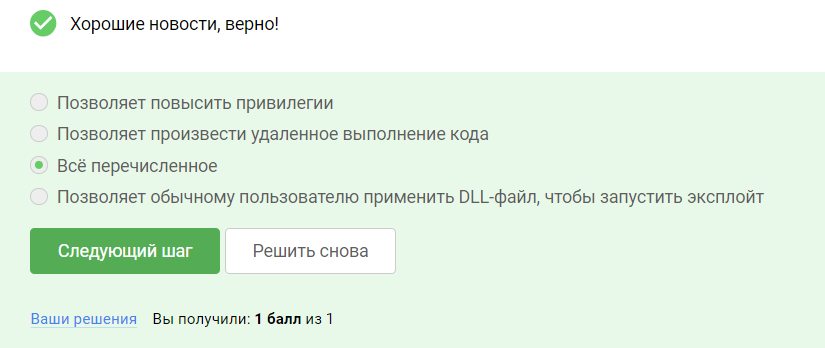 Хорошие новости, верно!
Позволяет повысить привилегии
Позволяет произвести удаленное выполнение кода
Всё перечисленное
Позволяет обычному пользователю применить DLL-файл, чтобы запустить эксплойт
Следующий шаг Решить снова
Ваши решения Вы получили: 1 балл из 1